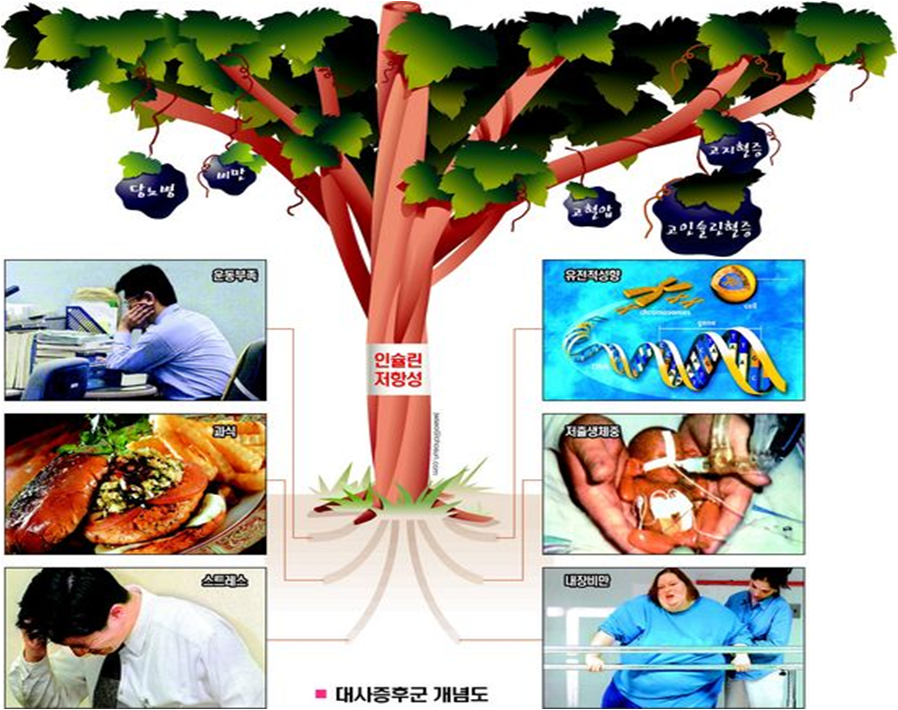 당뇨병
비만
고혈압
고지혈증
고인슐린혈증
운동부족
유전적성향
chromosomes
cell
gene
인슐린
저항성
과식
저출생체중
jaiwoo@chosun.com
스트레스
내장비만
■ 대사증후군 개념도